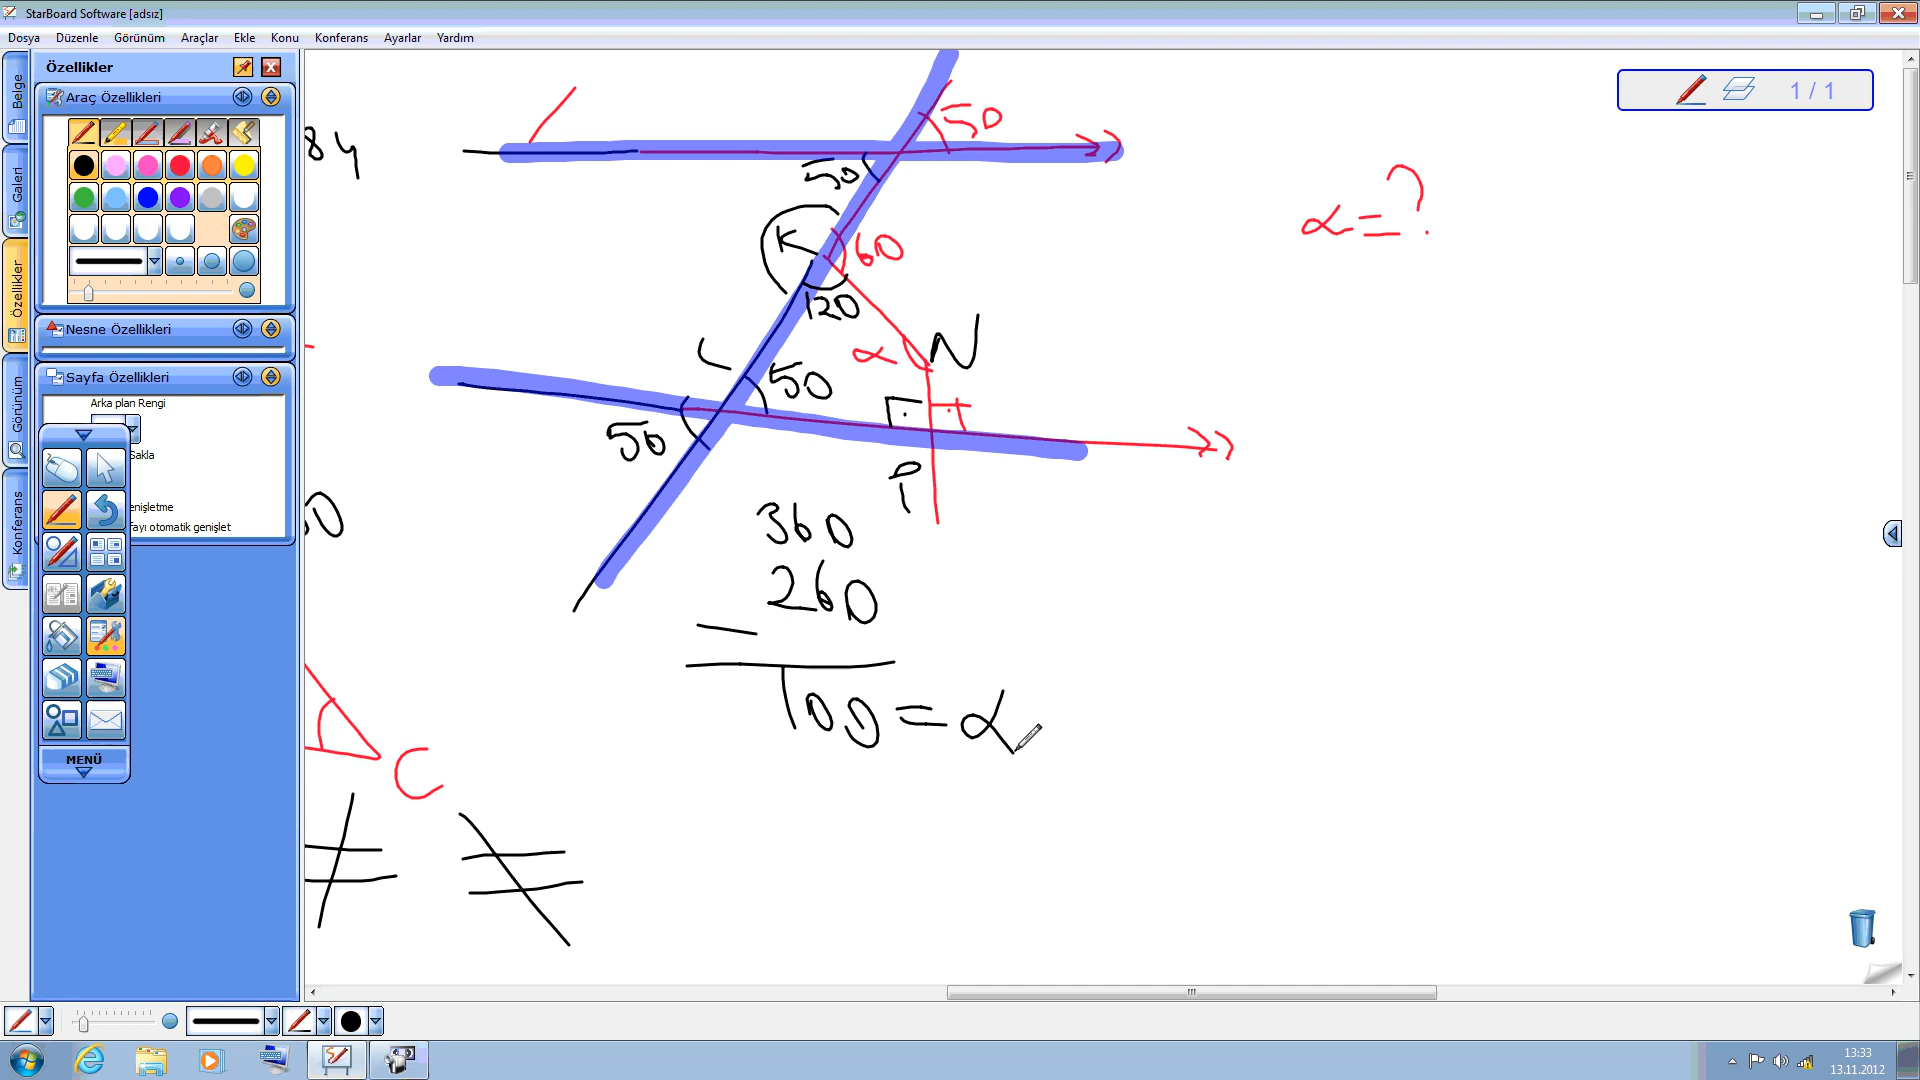 StarBoard Software [adsız]
Dosya Düzenle Görünüm Araçlar Ekle Konu Konferans Ayarlar Yardım
Belge
Galeri
Özellikler
Görünüm
Konferans
Özellikler
Araç Özellikleri
Nesne Özellikleri
Sayfa Özellikleri
Arka plan Rengi
Sakla
enişletme
fayı otomatik genişlet
MENÜ
1 / 1
84
50
50
α = ?
K
60
120
N
α
L
50
50
P
360
260
—
100 = α
C
13:33
13.11.2012